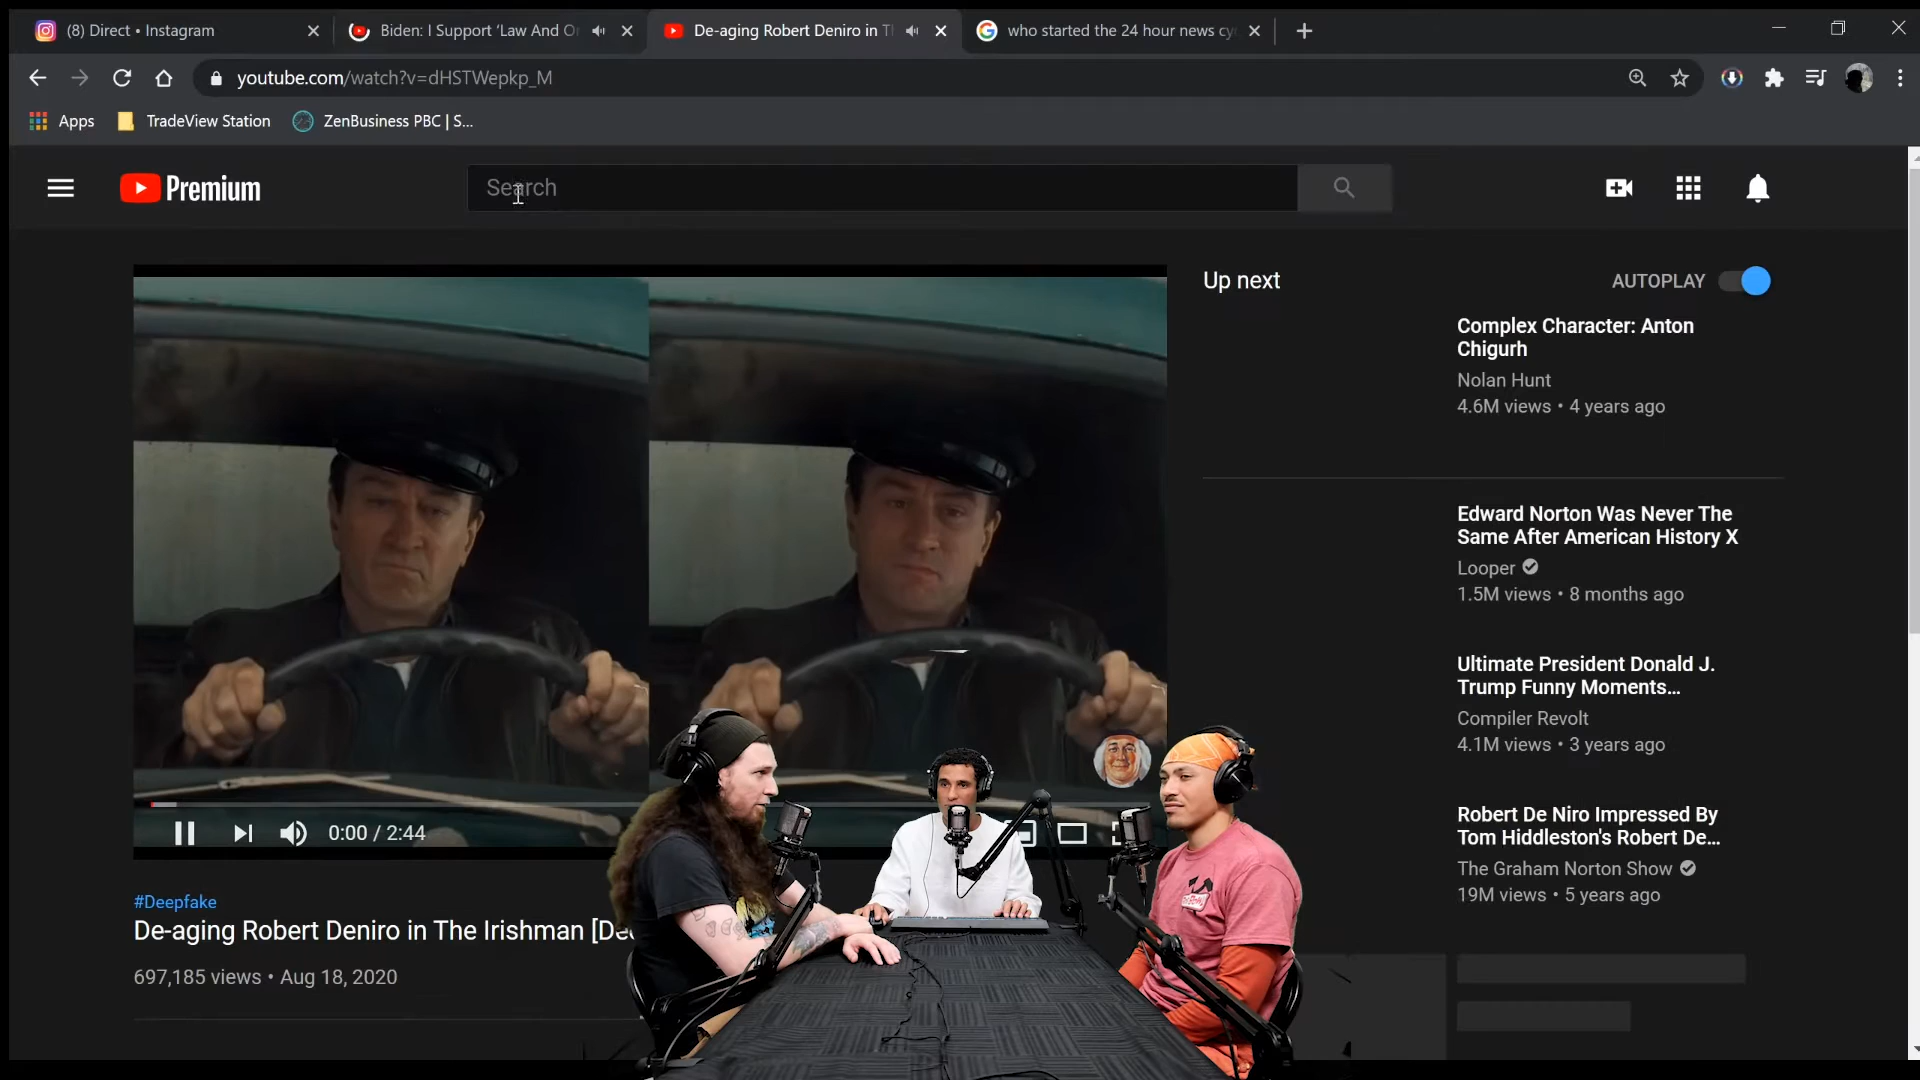 (8) Direct • Instagram
Biden: I Support 'Law And Or
De-aging Robert Deniro in Th
who started the 24 hour news cy
youtube.com/watch?v=dHSTWepkp_M
Apps
TradeView Station
ZenBusiness PBC | S...
Premium
Search
Up next
AUTOPLAY
Complex Character: Anton
Chigurh
Nolan Hunt
4.6M views • 4 years ago
Edward Norton Was Never The
Same After American History X
Looper
1.5M views • 8 months ago
Ultimate President Donald J.
Trump Funny Moments...
Compiler Revolt
4.1M views • 3 years ago
Robert De Niro Impressed By
Tom Hiddleston's Robert De...
The Graham Norton Show
19M views • 5 years ago
0:00 / 2:44
#Deepfake
De-aging Robert Deniro in The Irishman [De
697,185 views • Aug 18, 2020